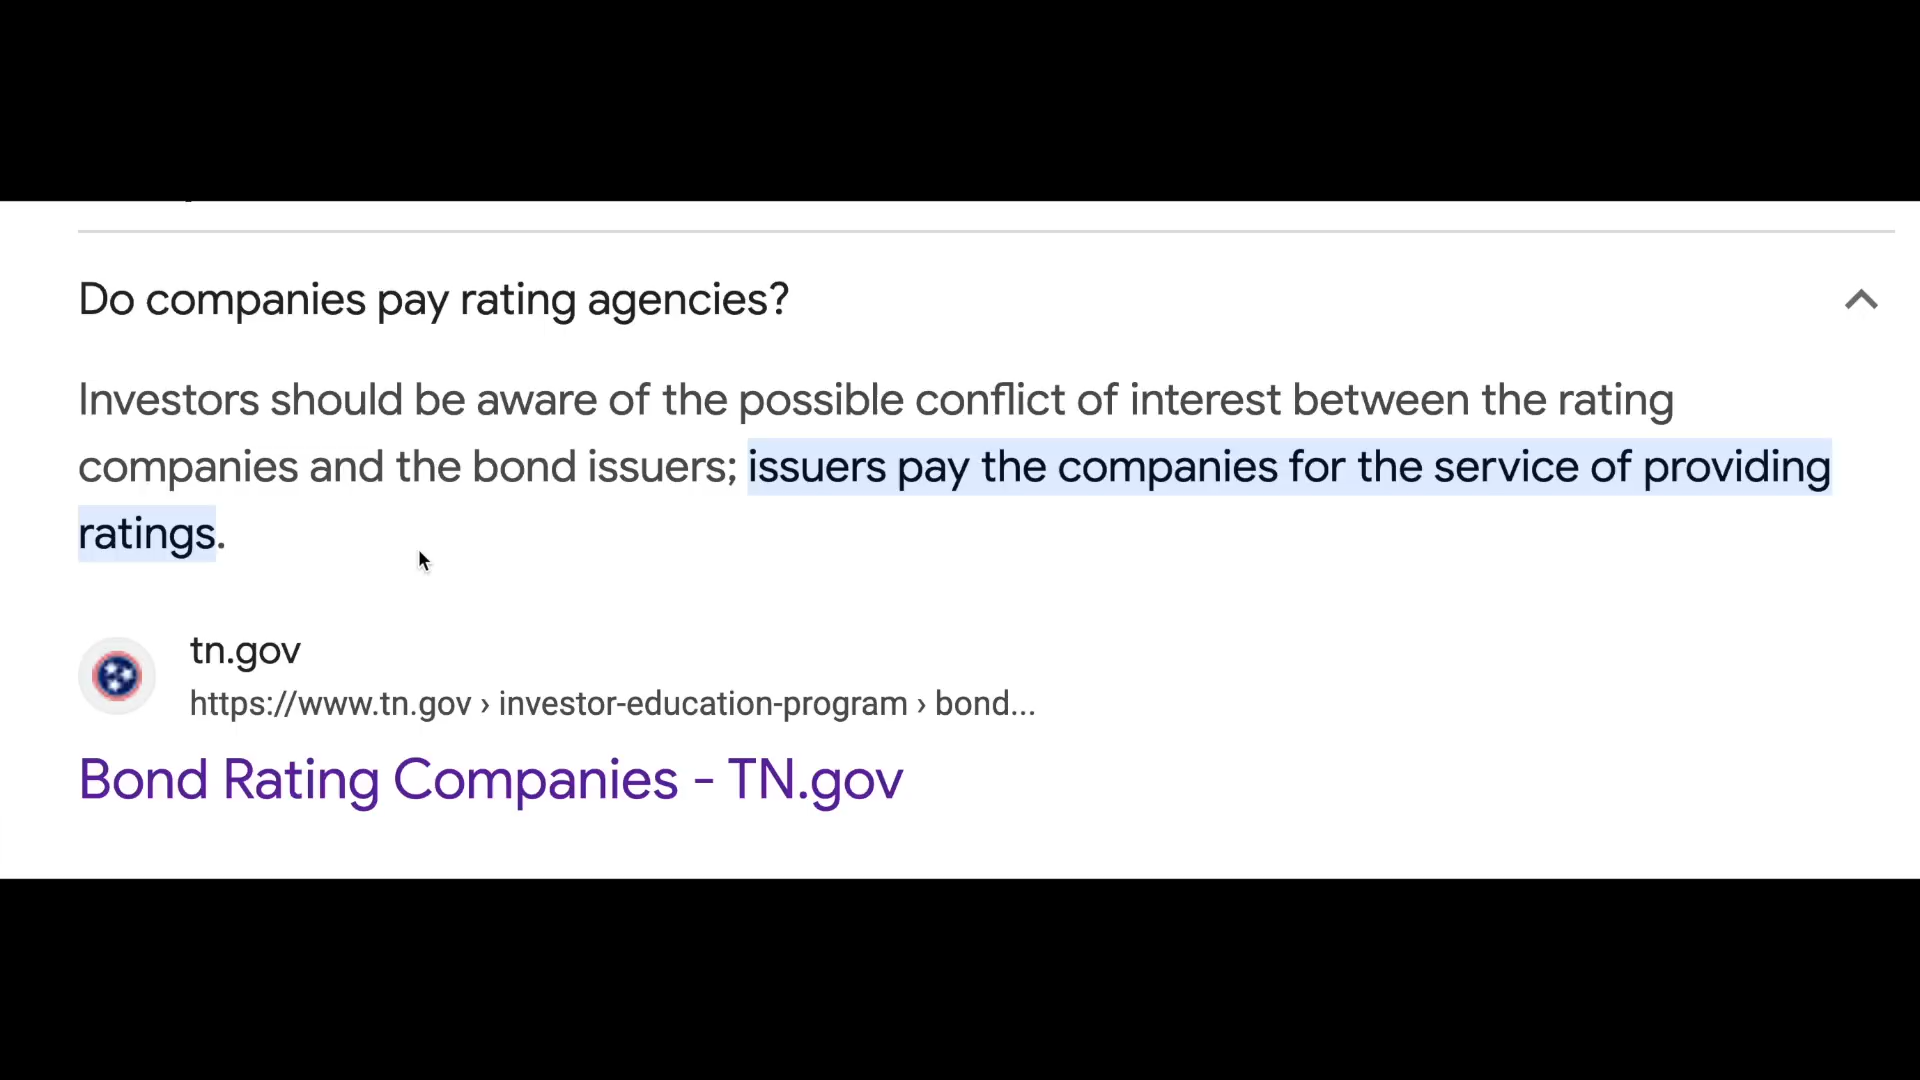 Do companies pay rating agencies?
Investors should be aware of the possible conflict of interest between the rating
companies and the bond issuers; issuers pay the companies for the service of providing
ratings.
tn.gov
https://www.tn.gov › investor-education-program › bond...
Bond Rating Companies - TN.gov